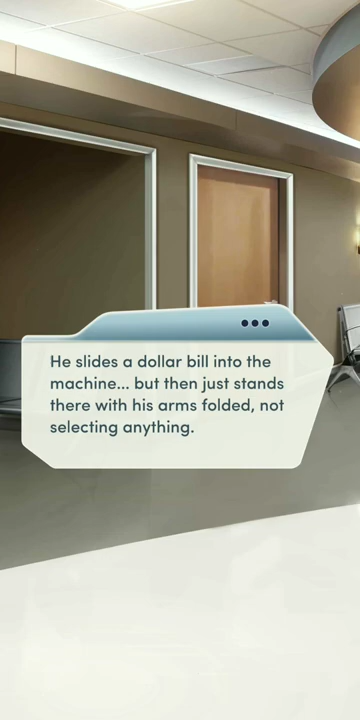 He slides a dollar bill into the
machine... but then just stands
there with his arms folded, not
selecting anything.